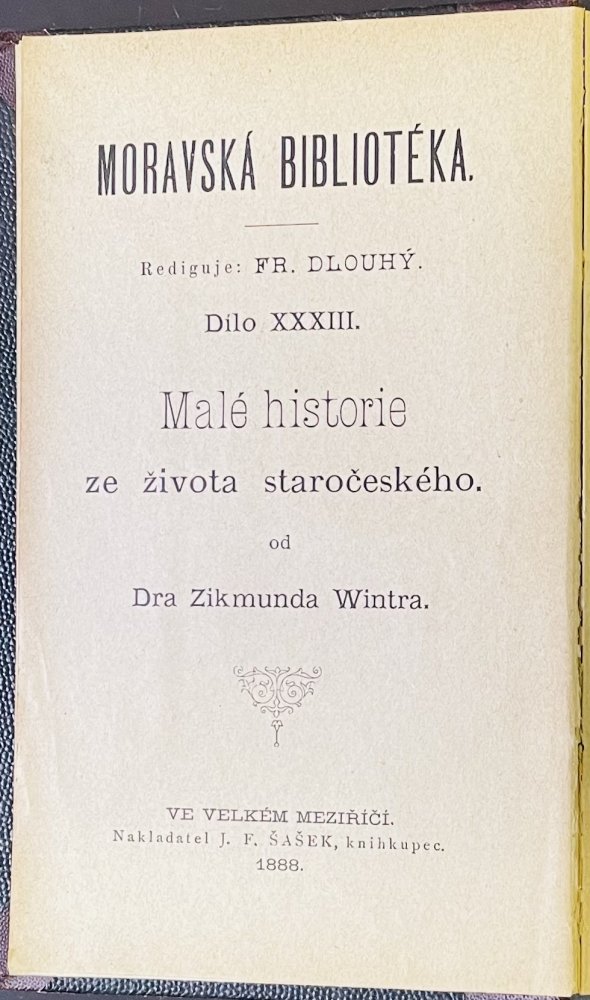 MORAVSKÁ BIBLIOTÉKA.
Rediguje: FR. DLOUHÝ.
Dílo XXXIII.
Malé historie
ze života staročeského.
od
Dra Zikmunda Wintra.
VE VELKÉM MEZIŘÍČÍ.
Nakladatel J. F. ŠAŠEK, knihkupec.
1888.